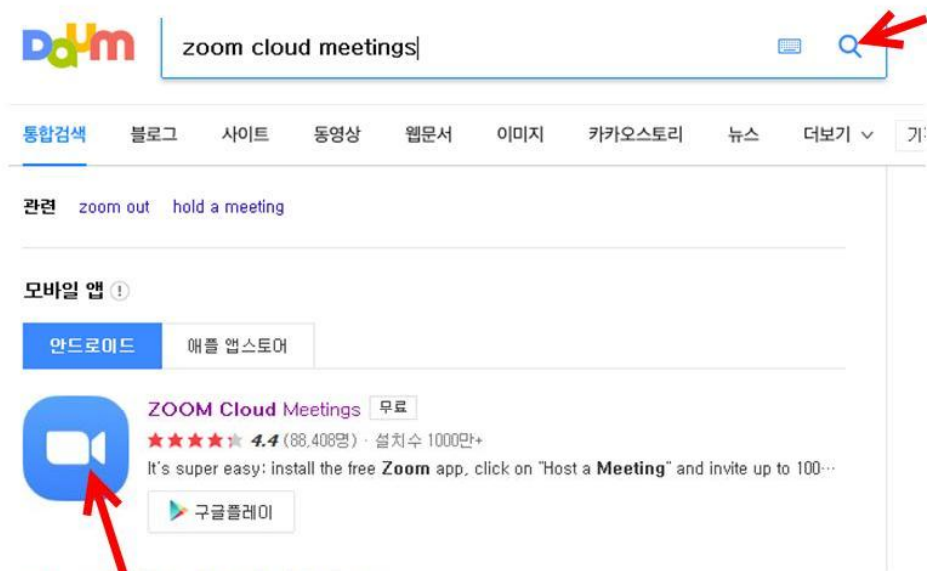 Daum
zoom cloud meetings
통합검색 블로그 사이트 동영상 웹문서 이미지 카카오스토리 뉴스 더보기
관련 zoom out hold a meeting
모바일 앱
안드로이드 애플 앱스토어
ZOOM Cloud Meetings 무료
4.4 (88,408명) · 설치수 1000만+
It's super easy: install the free Zoom app, click on "Host a Meeting" and invite up to 100···
구글플레이